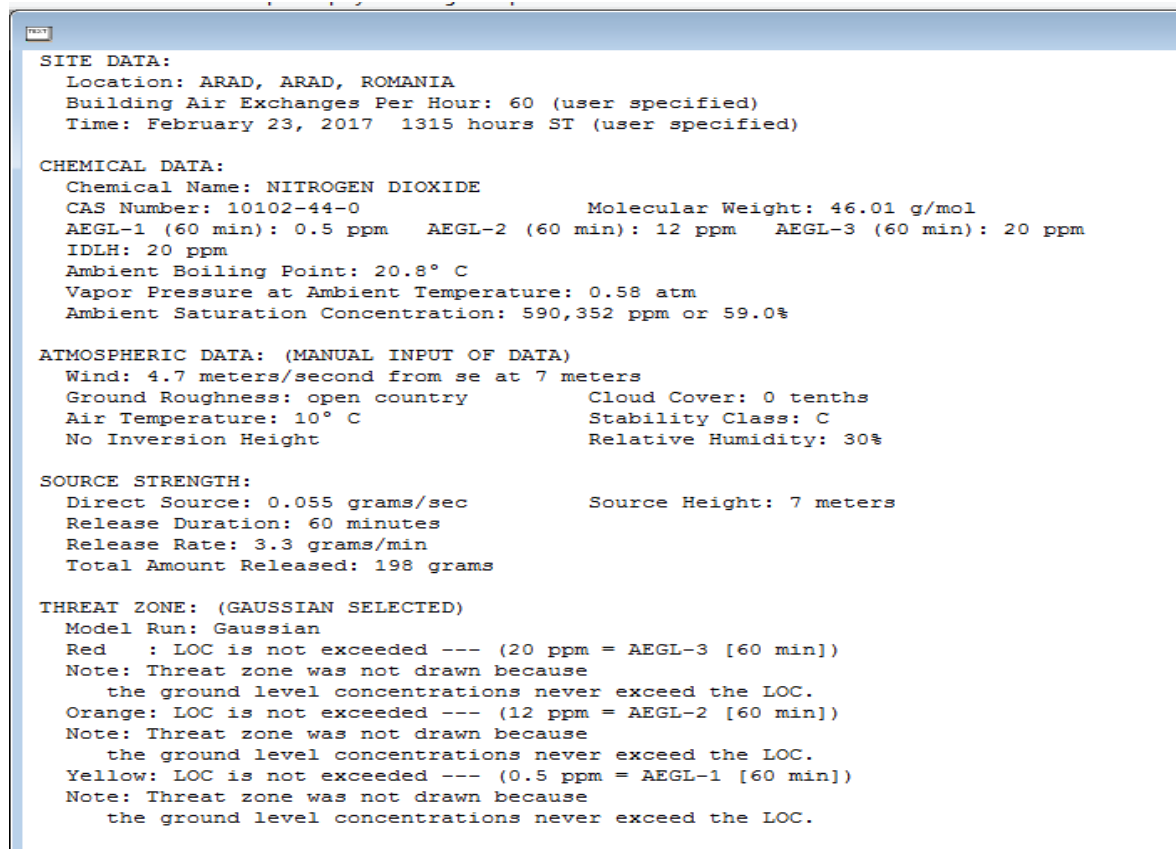 TEXT
SITE DATA:
Location: ARAD, ARAD, ROMANIA
Building Air Exchanges Per Hour: 60 (user specified)
Time: February 23, 2017  1315 hours ST (user specified)
CHEMICAL DATA:
Chemical Name: NITROGEN DIOXIDE
CAS Number: 10102-44-0 Molecular Weight: 46.01 g/mol
AEGL-1 (60 min): 0.5 ppm AEGL-2 (60 min): 12 ppm AEGL-3 (60 min): 20 ppm
IDLH: 20 ppm
Ambient Boiling Point: 20.8° C
Vapor Pressure at Ambient Temperature: 0.58 atm
Ambient Saturation Concentration: 590,352 ppm or 59.0%
ATMOSPHERIC DATA: (MANUAL INPUT OF DATA)
Wind: 4.7 meters/second from se at 7 meters
Ground Roughness: open country Cloud Cover: 0 tenths
Air Temperature: 10° C Stability Class: C
No Inversion Height Relative Humidity: 30%
SOURCE STRENGTH:
Direct Source: 0.055 grams/sec Source Height: 7 meters
Release Duration: 60 minutes
Release Rate: 3.3 grams/min
Total Amount Released: 198 grams
THREAT ZONE: (GAUSSIAN SELECTED)
Model Run: Gaussian
Red : LOC is not exceeded --- (20 ppm = AEGL-3 [60 min])
Note: Threat zone was not drawn because
the ground level concentrations never exceed the LOC.
Orange: LOC is not exceeded --- (12 ppm = AEGL-2 [60 min])
Note: Threat zone was not drawn because
the ground level concentrations never exceed the LOC.
Yellow: LOC is not exceeded --- (0.5 ppm = AEGL-1 [60 min])
Note: Threat zone was not drawn because
the ground level concentrations never exceed the LOC.